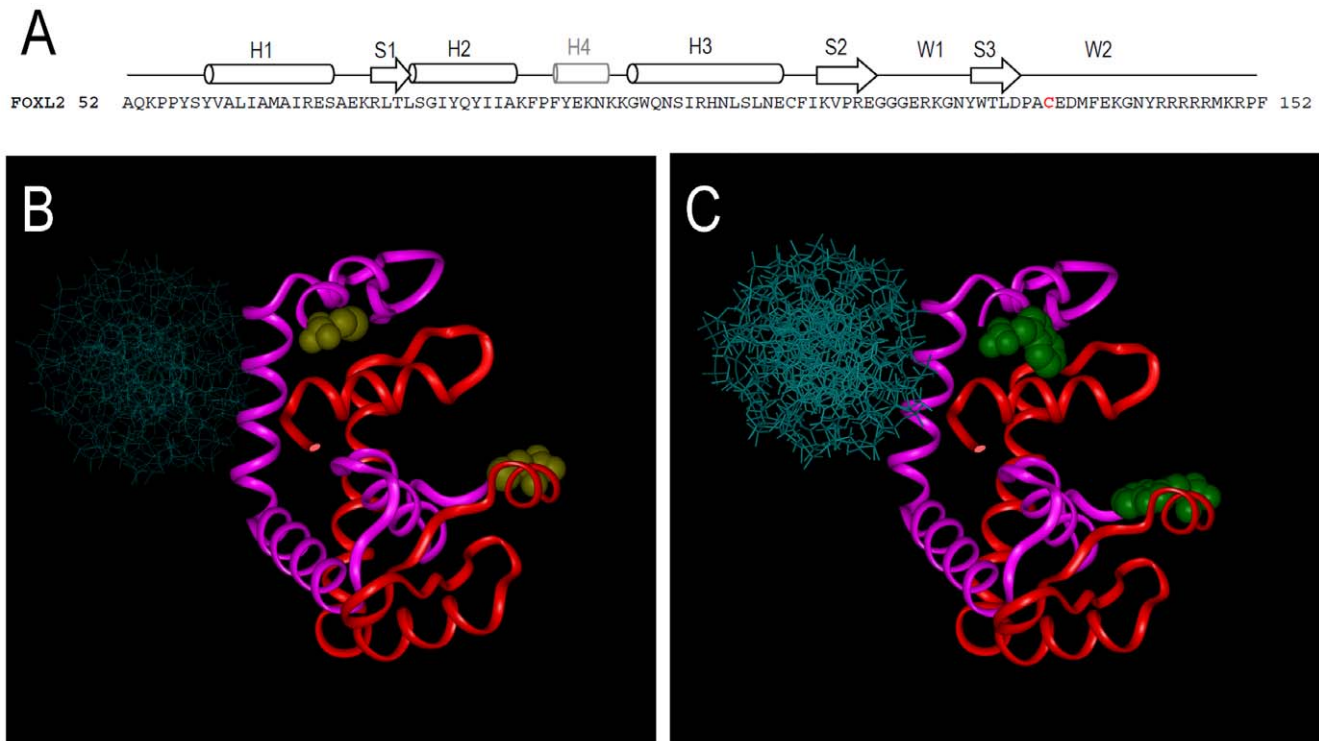 A
H1 S1 H2 H4 H3 S2 W1 S3 W2
FOXL2 52 AQKPPYSYVALIAMAIRESAEKRLTLSGIYQYIIAKFPFYEKNKKGWQNSIRHNLSLNECFIKVPREGGGERKGNYWTLDPACEDMFEKGNYRRRRRMKRPF 152
B
C